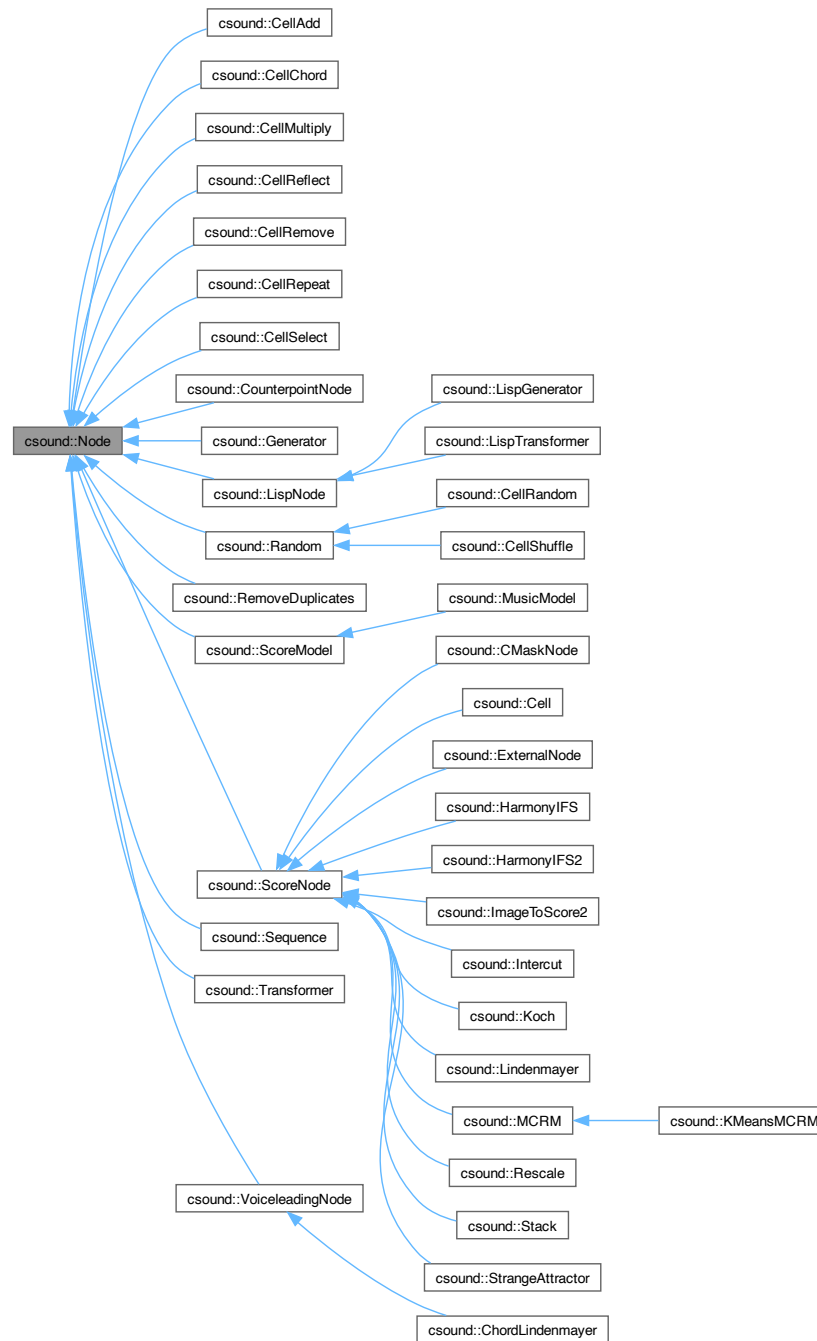 csound::CellAdd
csound::CellChord
csound::CellMultiply
csound::CellReflect
csound::CellRemove
csound::CellRepeat
csound::CellSelect
csound::CounterpointNode
csound::LispGenerator
csound::Node
csound::Generator
csound::LispTransformer
csound::LispNode
csound::CellRandom
csound::Random
csound::CellShuffle
csound::RemoveDuplicates
csound::MusicModel
csound::ScoreModel
csound::CMaskNode
csound::Cell
csound::ExternalNode
csound::HarmonyIFS
csound::HarmonyIFS2
csound::ScoreNode
csound::ImageToScore2
csound::Sequence
csound::Intercut
csound::Transformer
csound::Koch
csound::Lindenmayer
csound::MCRM
csound::KMeansMCRM
csound::Rescale
csound::VoiceleadingNode
csound::Stack
csound::StrangeAttractor
csound::ChordLindenmayer